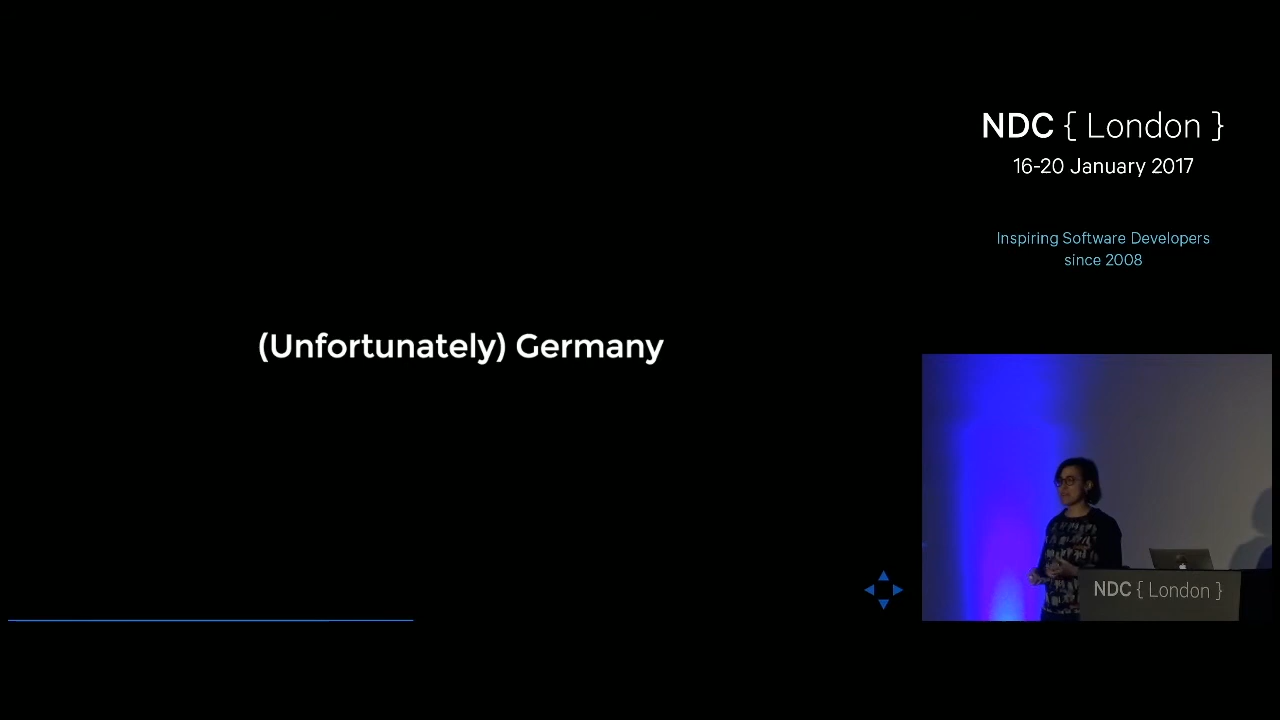 (Unfortunately) Germany
NDC { London }
16-20 January 2017
Inspiring Software Developers
since 2008
NDC { London }